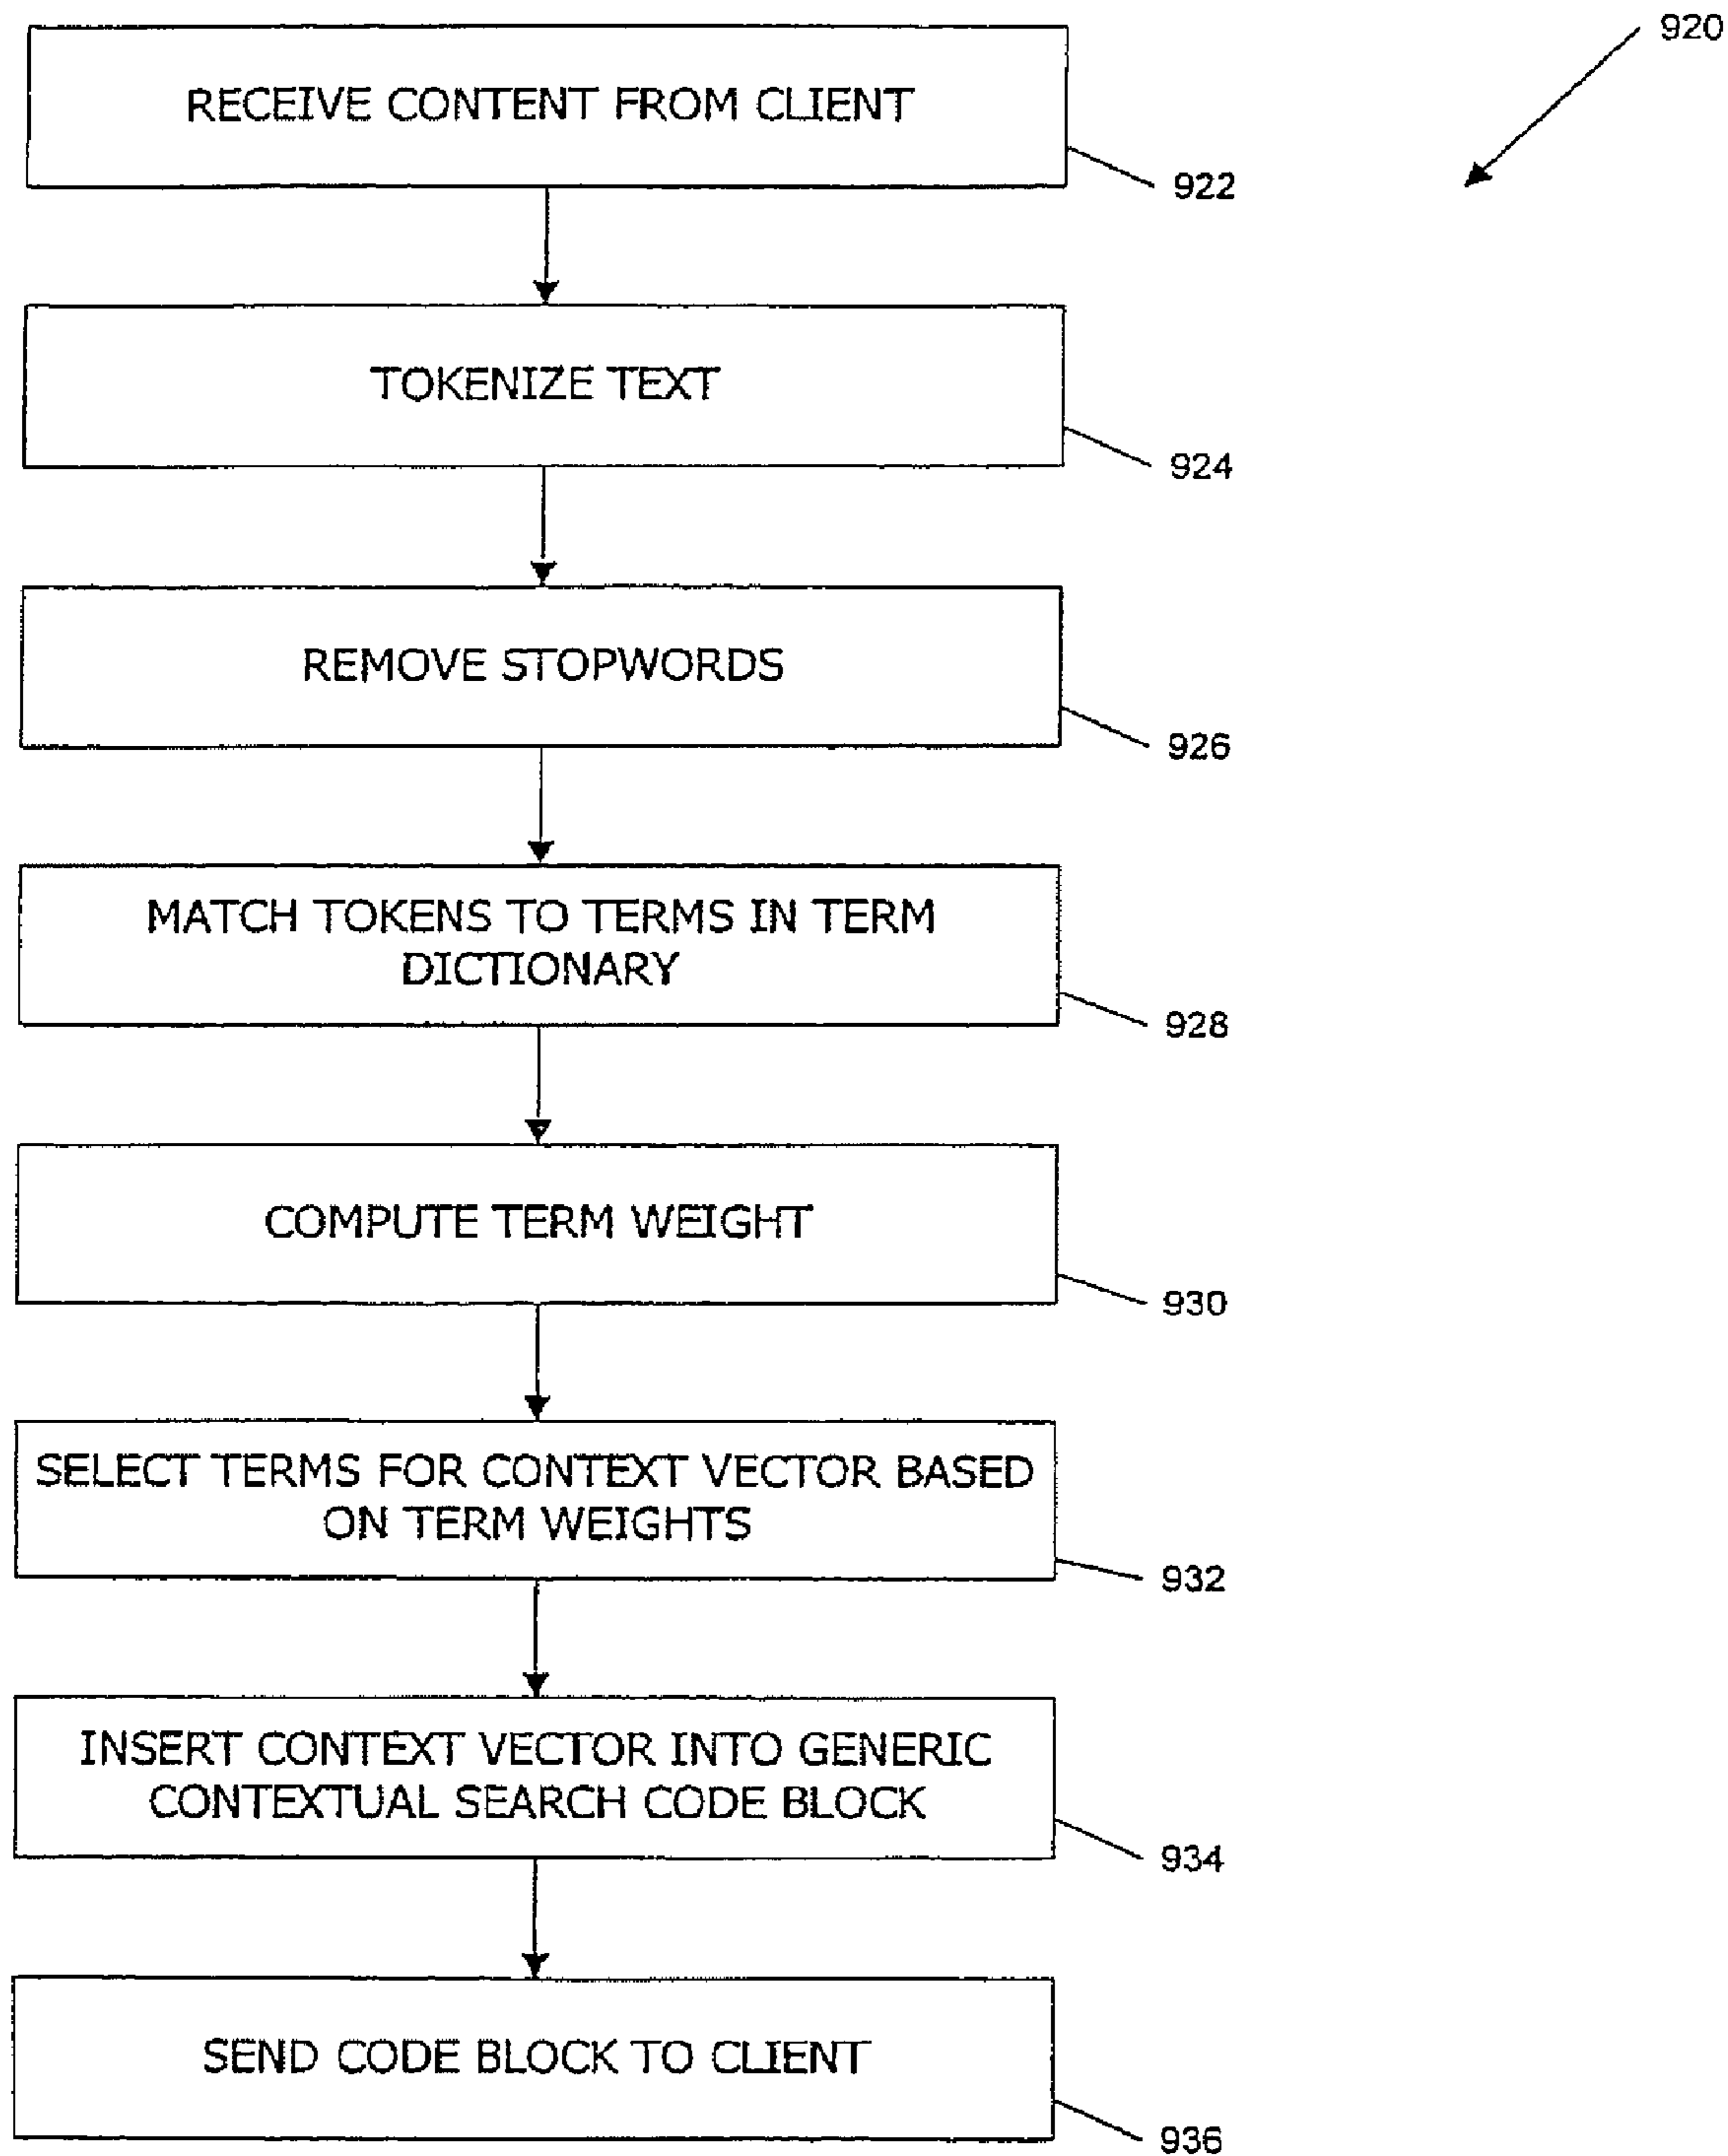 920
RECEIVE CONTENT FROM CLIENT
922
TOKENIZE TEXT
924
REMOVE STOPWORDS
926
MATCH TOKENS TO TERMS IN TERM
DICTIONARY
928
COMPUTE TERM WEIGHT
930
SELECT TERMS FOR CONTEXT VECTOR BASED
ON TERM WEIGHTS
932
INSERT CONTEXT VECTOR INTO GENERIC
CONTEXTUAL SEARCH CODE BLOCK
934
SEND CODE BLOCK TO CLIENT
936